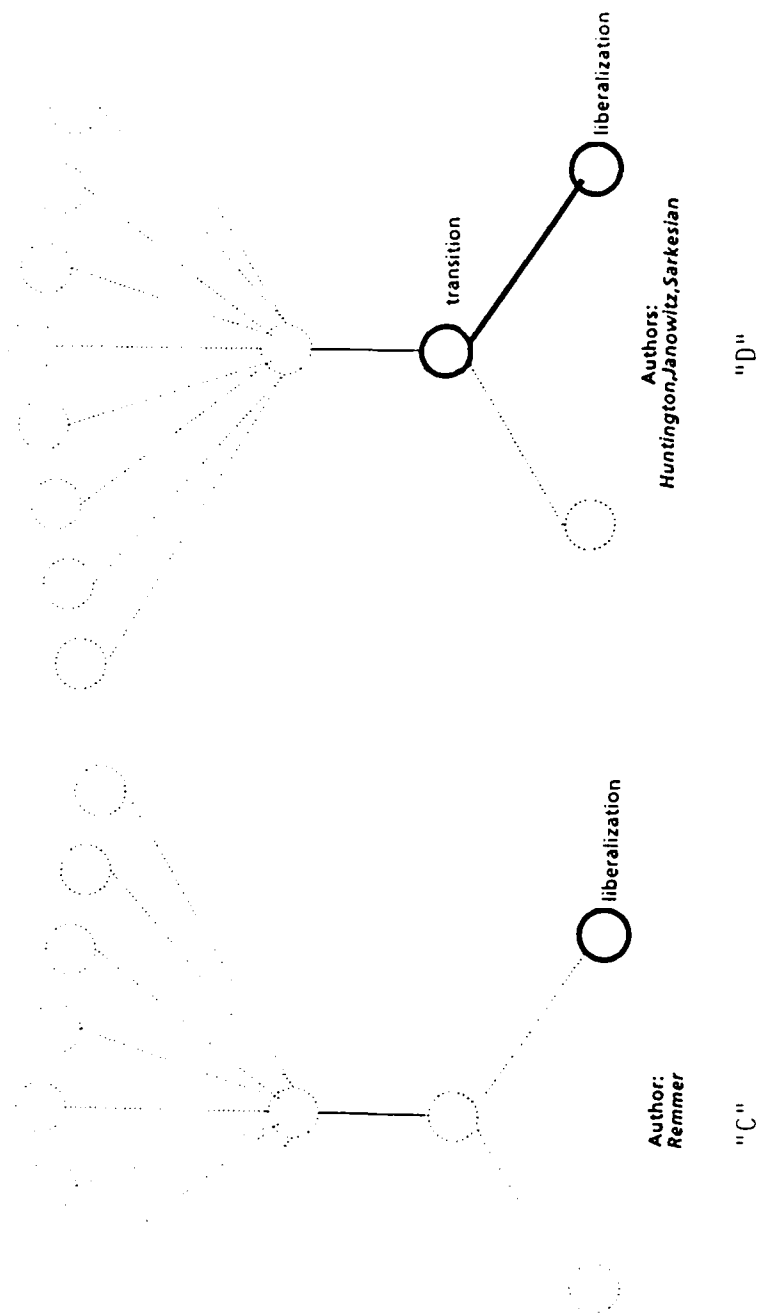 liberalization
Author:
Remmer
"C"
transition
liberalization
Authors:
Huntington,Janowitz,Sarkesian
"D"